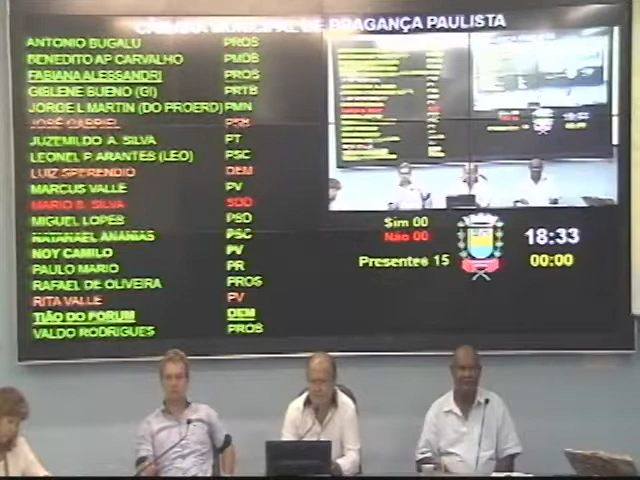 CÂMARA MUNICIPAL DE BRAGANÇA PAULISTA
ANTONIO BUGALU PROS
BENEDITO AP CARVALHO PMDB
FABIANA ALESSANDRI PROS
GISLENE BUENO (GI) PRTB
JORGE L MARTIN (DO PROERD) PMN
JOSÉ GABRIEL
JUZEMILDO A. SILVA PT
LEONEL P. ARANTES (LEO) PSC
LUIZ SPERENDIO DEM
MARCUS VALLE PV
MARIO B. SILVA SDD
MIGUEL LOPES PSD
NATANAEL ANANIAS PSC
NOY CAMILO PV
PAULO MARIO PR
RAFAEL DE OLIVEIRA PROS
RITA VALLE PV
TIÃO DO FORUM DEM
VALDO RODRIGUES PROS
Sim 00
Não 00
Presentes 15
18:33
00:00